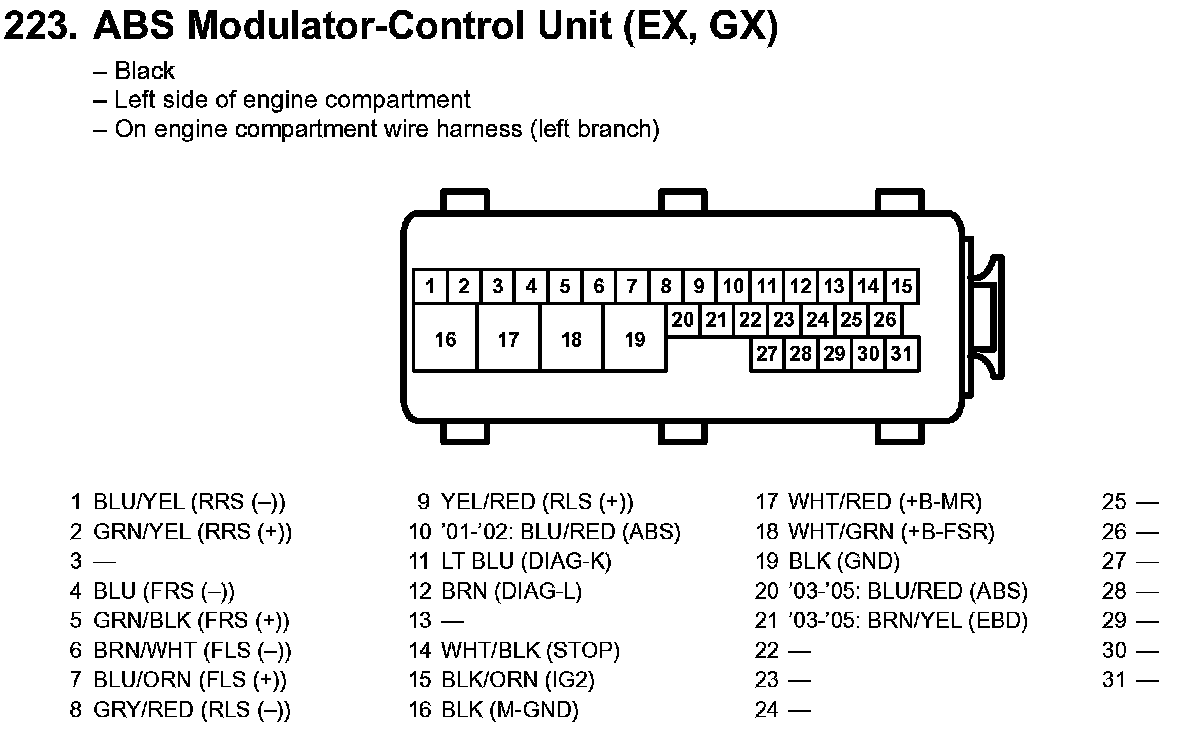 223. ABS Modulator-Control Unit (EX, GX)
– Black
– Left side of engine compartment
– On engine compartment wire harness (left branch)
1 2 3 4 5 6 7 8 9 10 11 12 13 14 15
20 21 22 23 24 25 26
16 17 18 19
27 28 29 30 31
1 BLU/YEL (RRS (–))
2 GRN/YEL (RRS (+))
3 —
4 BLU (FRS (–))
5 GRN/BLK (FRS (+))
6 BRN/WHT (FLS (–))
7 BLU/ORN (FLS (+))
8 GRY/RED (RLS (–))
9 YEL/RED (RLS (+))
10 ’01-’02: BLU/RED (ABS)
11 LT BLU (DIAG-K)
12 BRN (DIAG-L)
13 —
14 WHT/BLK (STOP)
15 BLK/ORN (IG2)
16 BLK (M-GND)
17 WHT/RED (+B-MR)
18 WHT/GRN (+B-FSR)
19 BLK (GND)
20 ’03-’05: BLU/RED (ABS)
21 ’03-’05: BRN/YEL (EBD)
22 —
23 —
24 —
25 —
26 —
27 —
28 —
29 —
30 —
31 —